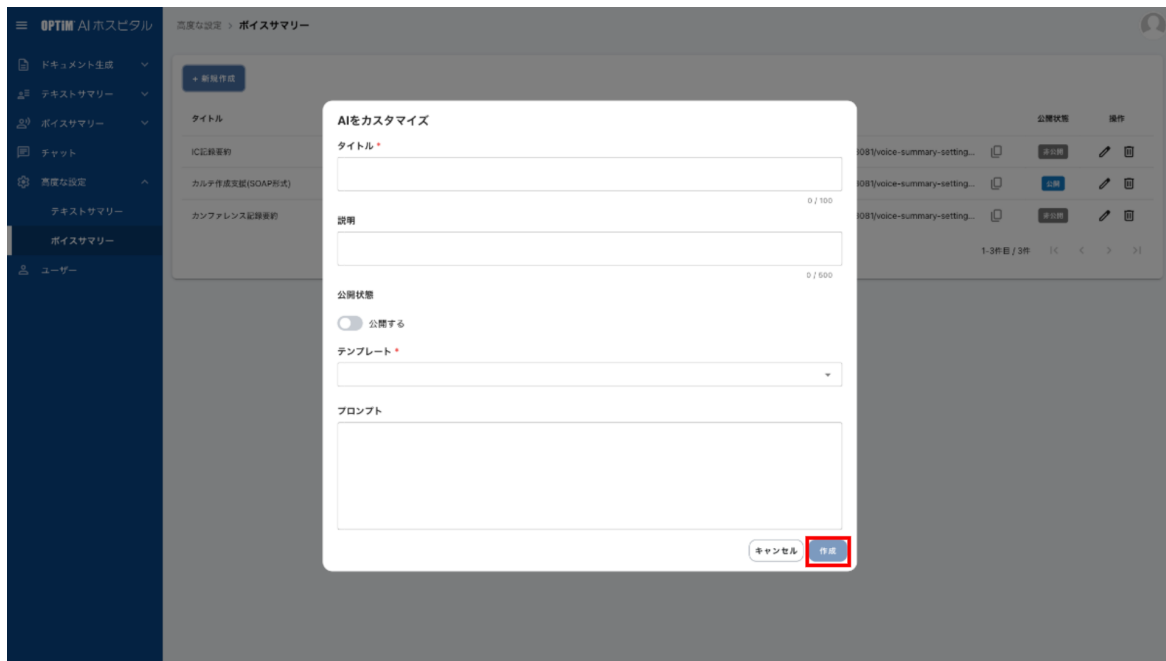 OPTiM AI ホスピタル
高度な設定 > ボイスサマリー
ドキュメント生成
テキストサマリー
ボイスサマリー
チャット
高度な設定
テキストサマリー
ボイスサマリー
ユーザー
+ 新規作成
タイトル
公開状態
操作
IC記録要約
6081/voice-summary-setting...
非公開
カルテ作成支援(SOAP形式)
6081/voice-summary-setting...
公開
カンファレンス記録要約
6081/voice-summary-setting...
非公開
1-3件目 / 3件
AIをカスタマイズ
タイトル *
0 / 100
説明
0 / 500
公開状態
公開する
テンプレート *
プロンプト
キャンセル
作成